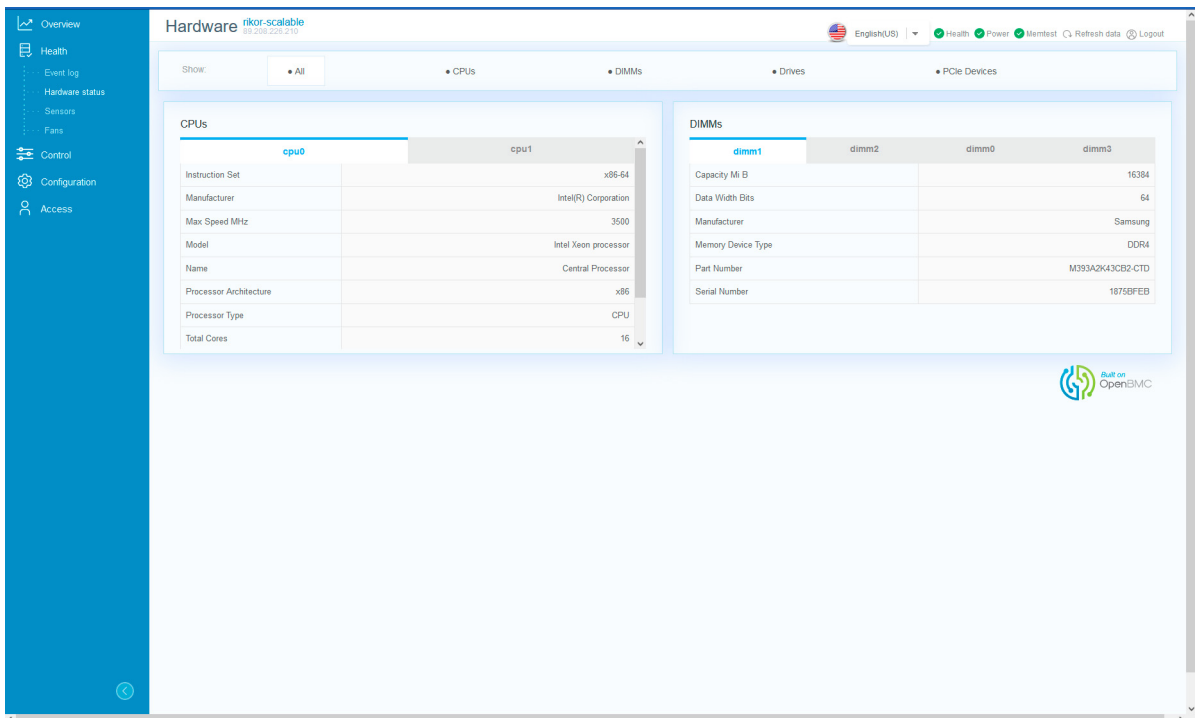 Overview
Health
Event log
Hardware status
Sensors
Fans
Control
Configuration
Access
Hardware rikor-scalable
89.208.226.210
English(US) Health Power Memtest Refresh data Logout
Show: All CPUs DIMMs Drives PCIe Devices
CPUs
cpu0 cpu1
Instruction Set x86-64
Manufacturer Intel(R) Corporation
Max Speed MHz 3500
Model Intel Xeon processor
Name Central Processor
Processor Architecture x86
Processor Type CPU
Total Cores 16
DIMMs
dimm1 dimm2 dimm0 dimm3
Capacity Mi B 16384
Data Width Bits 64
Manufacturer Samsung
Memory Device Type DDR4
Part Number M393A2K43CB2-CTD
Serial Number 1875BFEB
Built on
OpenBMC